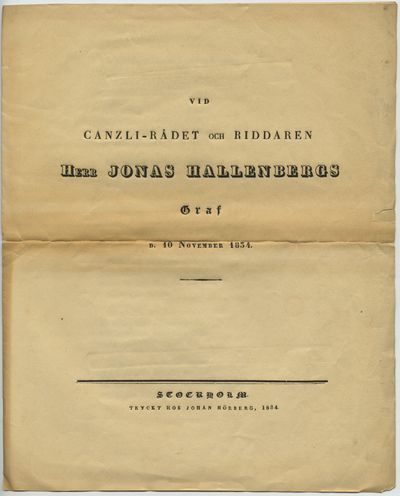 VID
CANZLI-RÅDET OCH RIDDAREN
HERR JONAS HALLENBERGS
Graf
D. 10 NOVEMBER 1834.
STOCKHOLM.
TRYCKT HOS JOHAN HÖRBERG, 1834